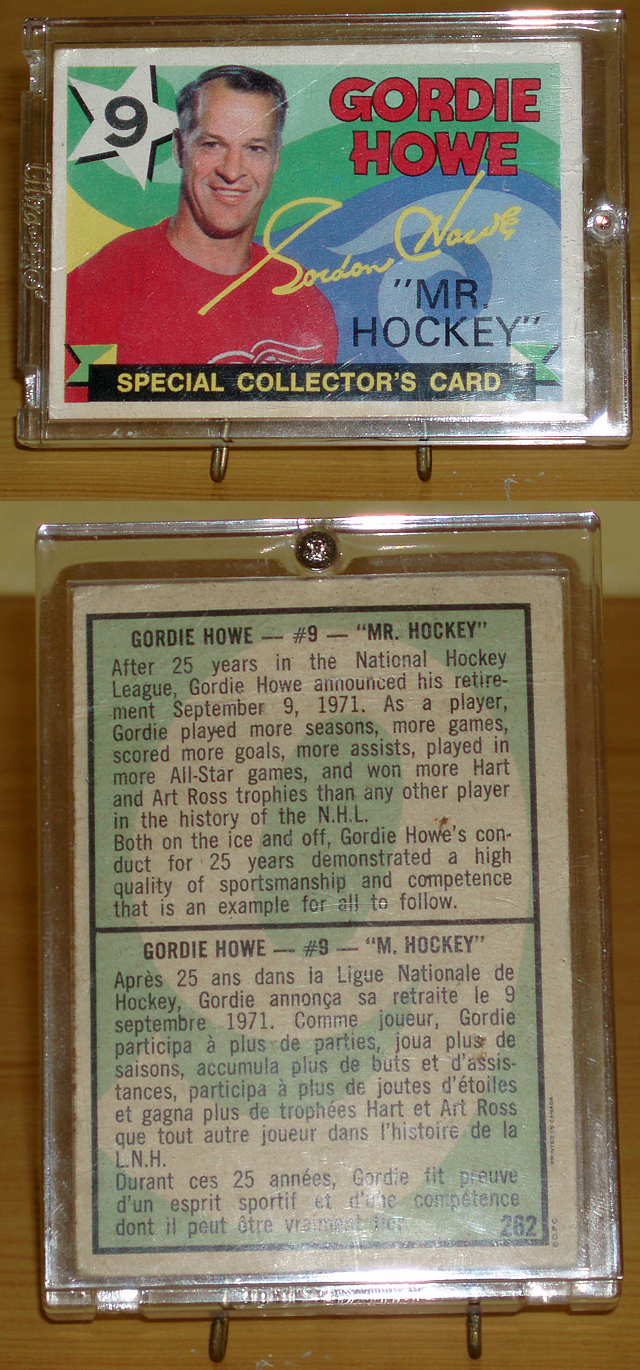 9
GORDIE
HOWE
Gordon Howe
"MR.
HOCKEY"
SPECIAL COLLECTOR'S CARD
GORDIE HOWE — #9 — "MR. HOCKEY"
After 25 years in the National Hockey
League, Gordie Howe announced his retire-
ment September 9, 1971. As a player,
Gordie played more seasons, more games,
scored more goals, more assists, played in
more All-Star games, and won more Hart
and Art Ross trophies than any other player
in the history of the N.H.L.
Both on the ice and off, Gordie Howe's con-
duct for 25 years demonstrated a high
quality of sportsmanship and competence
that is an example for all to follow.
GORDIE HOWE — #9 — "M. HOCKEY"
Après 25 ans dans la Ligue Nationale de
Hockey, Gordie annonça sa retraite le 9
septembre 1971. Comme joueur, Gordie
participa à plus de parties, joua plus de
saisons, accumula plus de buts et d'assis-
tances, participa à plus de joutes d'étoiles
et gagna plus de trophées Hart et Art Ross
que tout autre joueur dans l'histoire de la
L.N.H.
Durant ces 25 années, Gordie fit preuve
d'un esprit sportif et d'une compétence
dont il peut être vraiment fier.
262
© O.P.C. PRINTED IN CANADA